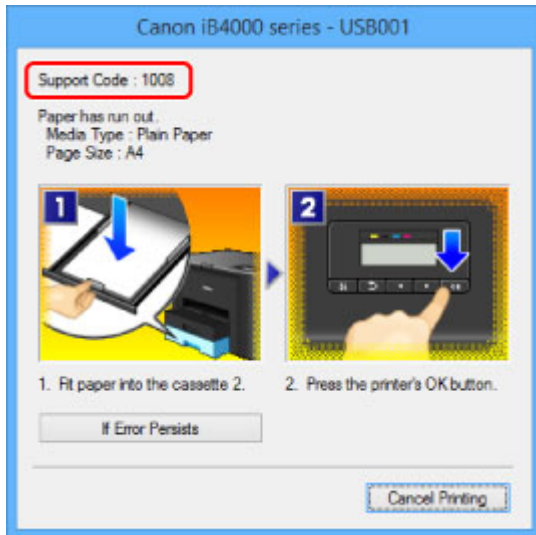 Canon iB4000 series - USB001
Support Code : 1008
Paper has run out.
Media Type : Plain Paper
Page Size : A4
1
2
1. Fit paper into the cassette 2.
2. Press the printer's OK button.
If Error Persists
Cancel Printing